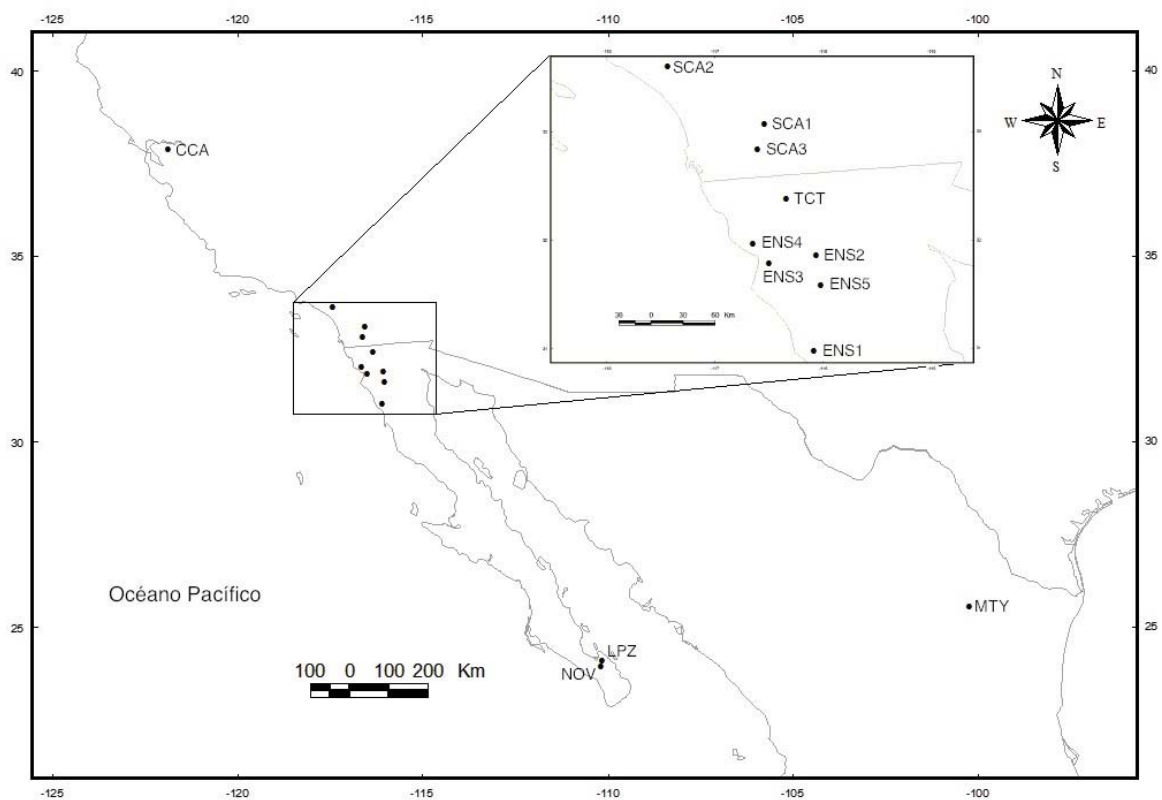 -125 -120 -115 -110 -105 -100
40 40
N
W E
S
SCA2
SCA1
SCA3
CCA
TCT
ENS4
ENS2
ENS3
ENS5
ENS1
30 0 30 60 Km
35 35
30 30
Océano Pacífico
MTY
25 25
LPZ
NOV
100 0 100 200 Km
-125 -120 -115 -110 -105 -100